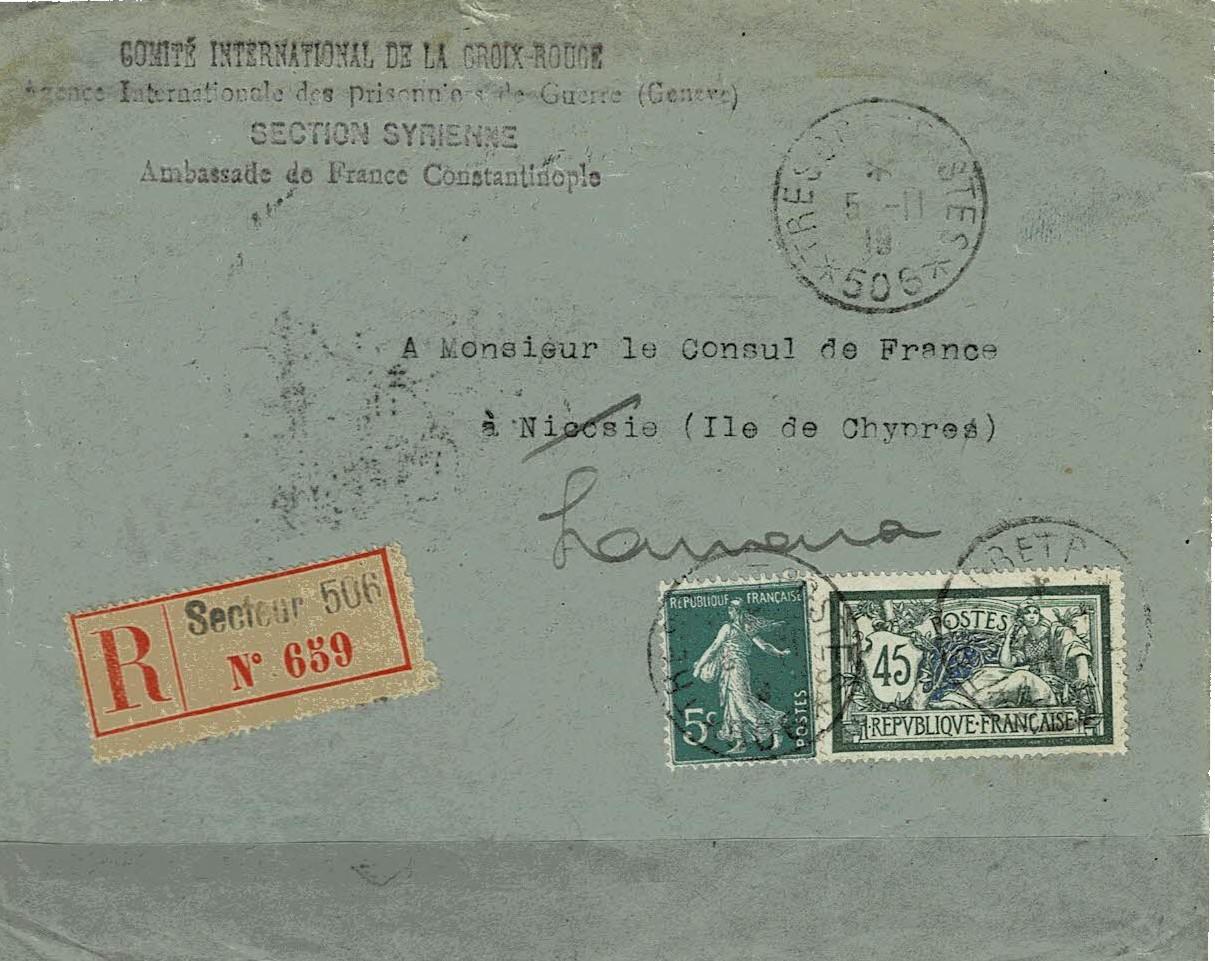 COMITÉ INTERNATIONAL DE LA CROIX-ROUGE
Agence Internationale des prisonniers de Guerre (Genève)
SECTION SYRIENNE
Ambassade de France Constantinople
TRESOR ET POSTES
5 -11
19
*506*
A Monsieur le Consul de France
à Nicosie (Ile de Chypres)
Larnaca
R
Secteur 506
N° 659
REPUBLIQUE FRANÇAISE
5c
POSTES
POSTES
45
REPVBLIQVE·FRANÇAISE